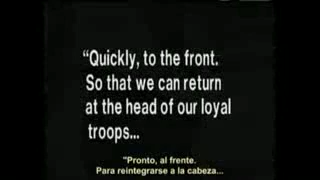 “Quickly, to the front.
So that we can return
at the head of our loyal
troops...
"Pronto, al frente.
Para reintegrarse a la cabeza...